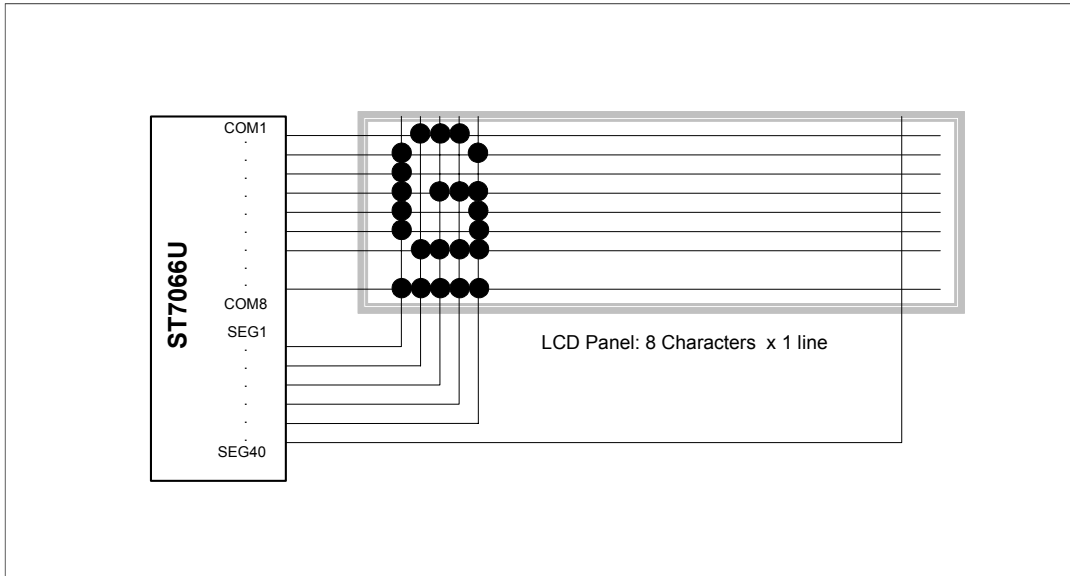 COM1
.
.
.
.
.
.
.
.
COM8
ST7066U
SEG1
.
.
.
.
.
SEG40
LCD Panel: 8 Characters x 1 line